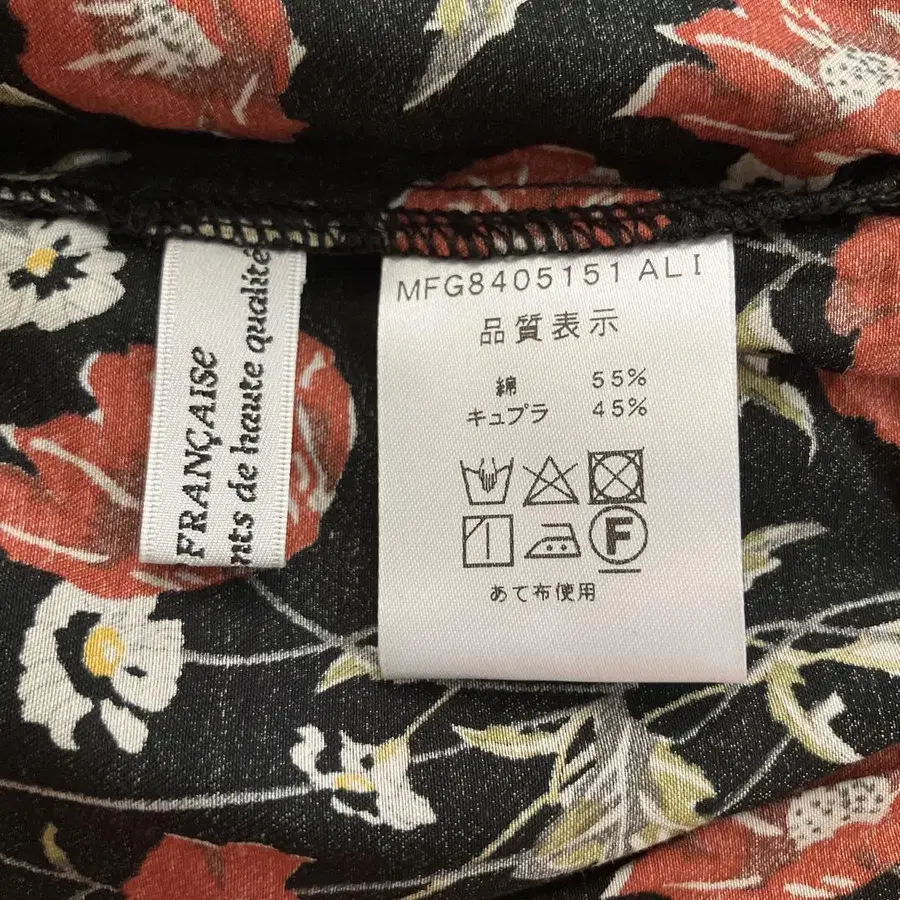 FRANÇAISE
nts de haute qualité
MFG8405151 ALI
品質表示
綿 55%
キュプラ 45%
F
あて布使用